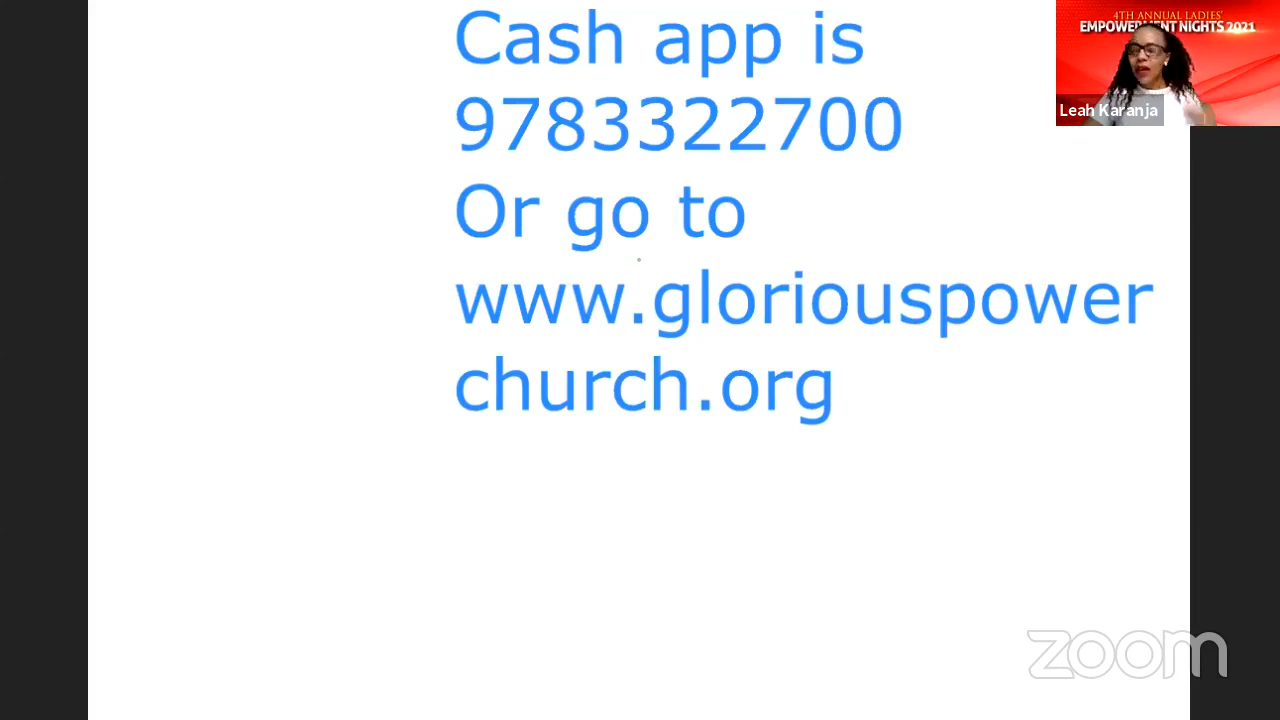 Cash app is
9783322700
Or go to
www.gloriouspower
church.org
4TH ANNUAL LADIES'
EMPOWERMENT NIGHTS 2021
Leah Karanja
zoom